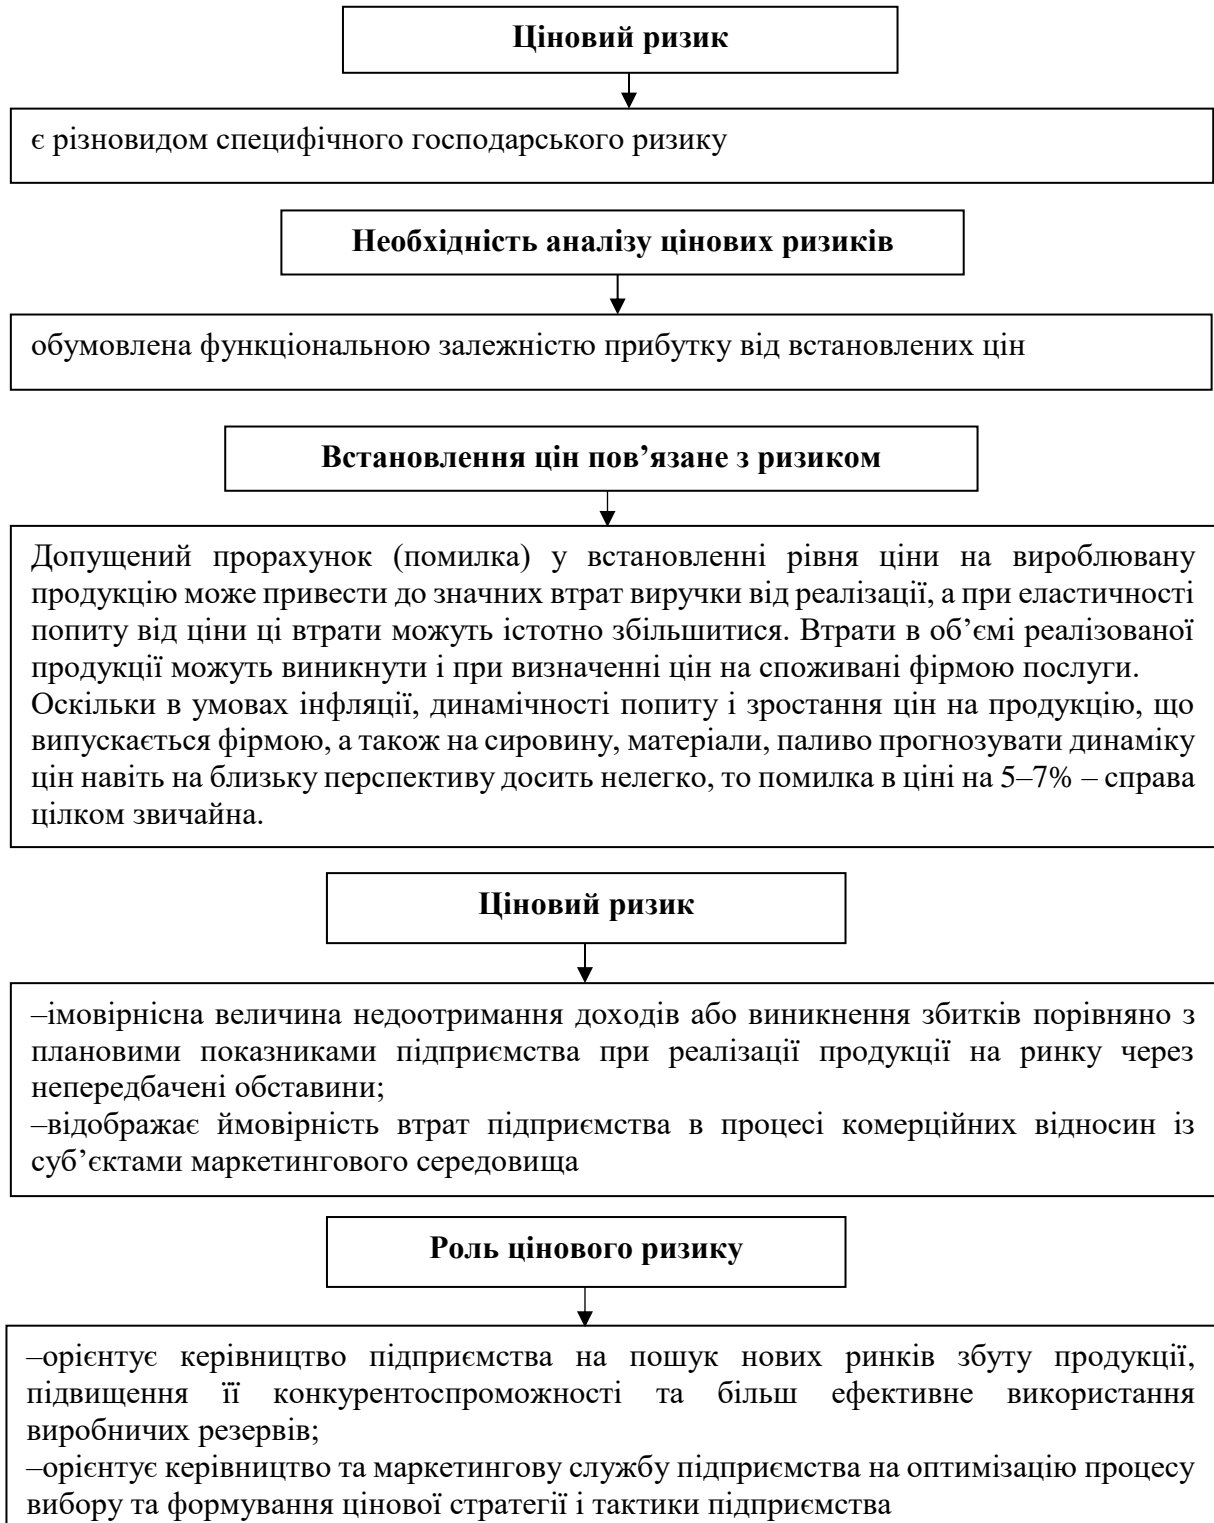 Ціновий ризик
є різновидом специфічного господарського ризику
Необхідність аналізу цінових ризиків
обумовлена функціональною залежністю прибутку від встановлених цін
Встановлення цін пов’язане з ризиком
Допущений прорахунок (помилка) у встановленні рівня ціни на вироблювану
продукцію може привести до значних втрат виручки від реалізації, а при еластичності
попиту від ціни ці втрати можуть істотно збільшитися. Втрати в об’ємі реалізованої
продукції можуть виникнути і при визначенні цін на споживані фірмою послуги.
Оскільки в умовах інфляції, динамічності попиту і зростання цін на продукцію, що
випускається фірмою, а також на сировину, матеріали, паливо прогнозувати динаміку
цін навіть на близьку перспективу досить нелегко, то помилка в ціні на 5–7% – справа
цілком звичайна.
Ціновий ризик
–імовірнісна величина недоотримання доходів або виникнення збитків порівняно з
плановими показниками підприємства при реалізації продукції на ринку через
непередбачені обставини;
–відображає ймовірність втрат підприємства в процесі комерційних відносин із
суб’єктами маркетингового середовища
Роль цінового ризику
–орієнтує керівництво підприємства на пошук нових ринків збуту продукції,
підвищення її конкурентоспроможності та більш ефективне використання
виробничих резервів;
–орієнтує керівництво та маркетингову службу підприємства на оптимізацію процесу
вибору та формування цінової стратегії і тактики підприємства